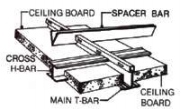 CEILING BOARD
SPACER BAR
CROSS
H-BAR
MAIN T-BAR
CEILING
BOARD